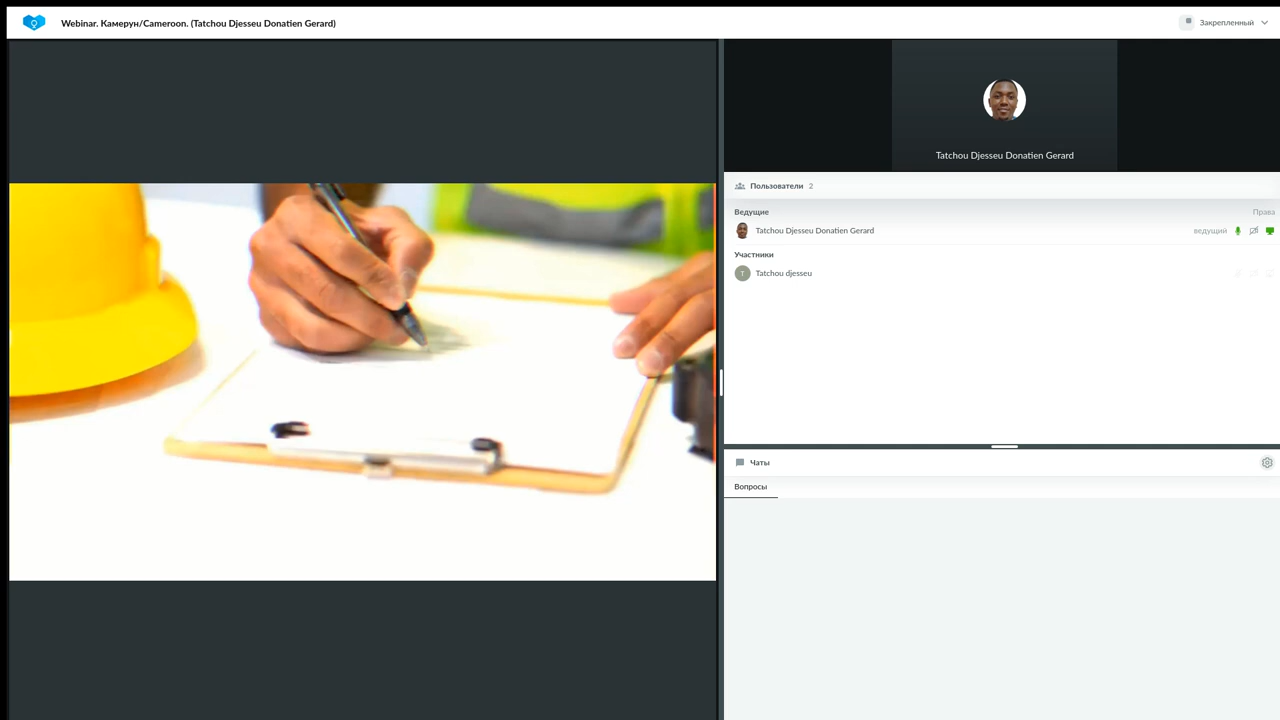 Webinar. Камерун/Cameroon. (Tatchou Djesseu Donatien Gerard)
Закрепленный
Tatchou Djesseu Donatien Gerard
Пользователи 2
Ведущие Права
Tatchou Djesseu Donatien Gerard ведущий
Участники
T Tatchou djesseu
Чаты
Вопросы